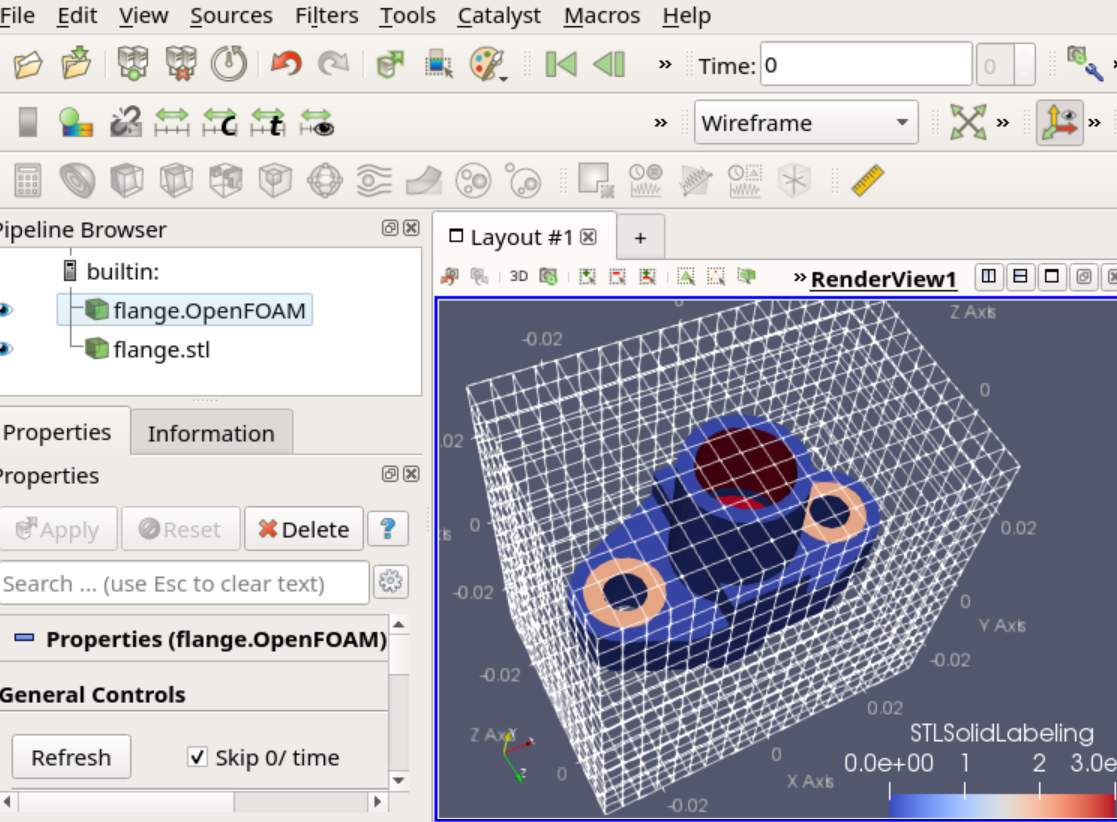 File Edit View Sources Filters Tools Catalyst Macros Help
» Time: 0 0 »
C t » Wireframe » »
Pipeline Browser
builtin:
flange.OpenFOAM
flange.stl
Properties Information
Properties
Apply Reset Delete ?
Search ... (use Esc to clear text)
Properties (flange.OpenFOAM)
General Controls
Refresh Skip 0/ time
Layout #1 +
3D » RenderView1
0 Z Axis
-0.02
0
.02
0 0.02
-0.02 0
Y Axis
-0.02 -0.02
0.02
Z Axis
STLSolidLabeling
0 0 0.0e+00 1 2 3.0e
X Axis
-0.02